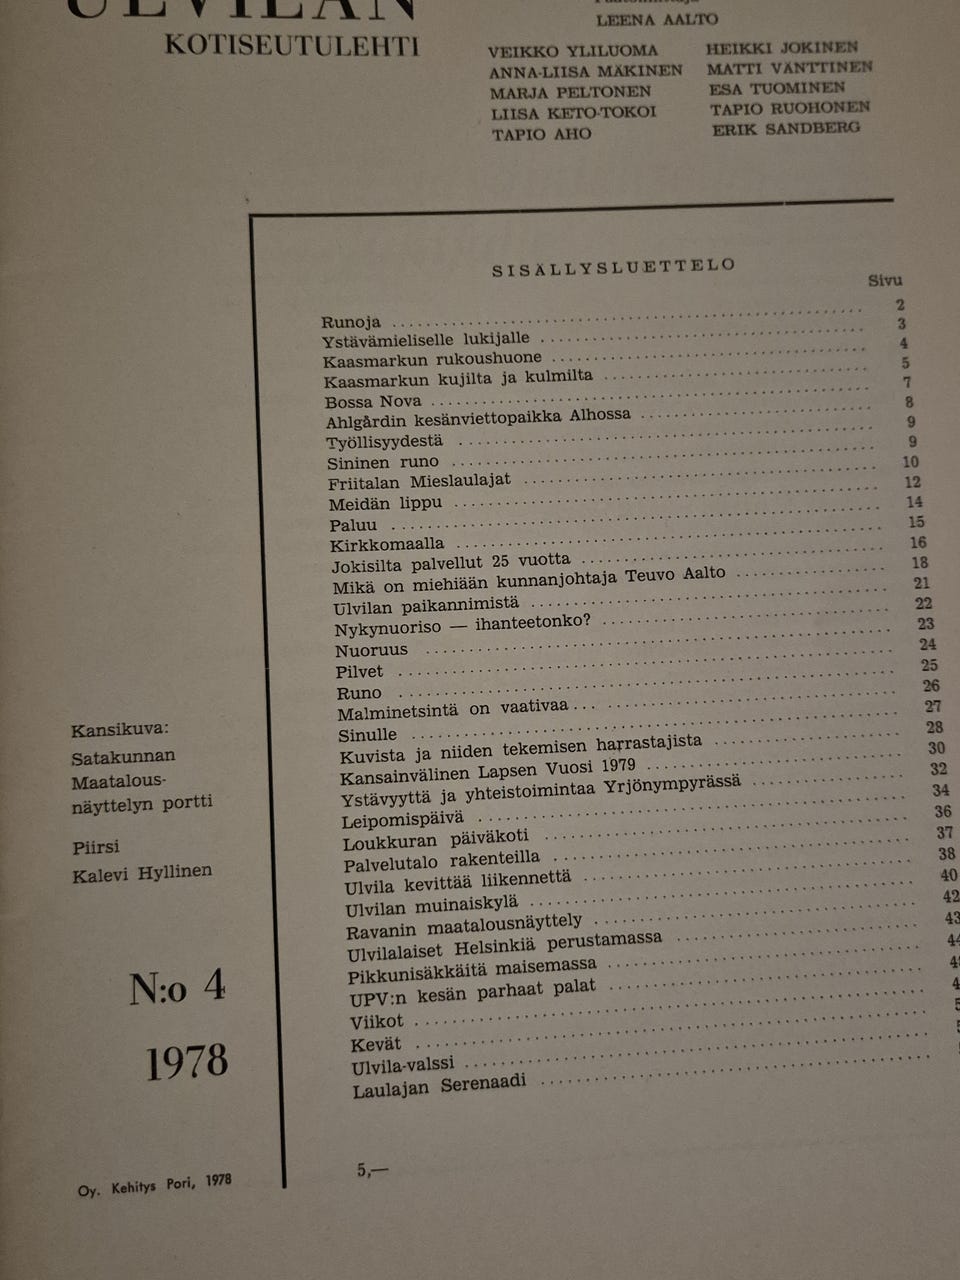 ULVILAN
KOTISEUTULEHTI
LEENA AALTO
VEIKKO YLILUOMA HEIKKI JOKINEN
ANNA-LIISA MÄKINEN MATTI VÄNTTINEN
MARJA PELTONEN ESA TUOMINEN
LIISA KETO-TOKOI TAPIO RUOHONEN
TAPIO AHO ERIK SANDBERG
SISÄLLYSLUETTELO
Sivu
Runoja 2
Ystävämieliselle lukijalle 3
Kaasmarkun rukoushuone 4
Kaasmarkun kujilta ja kulmilta 5
Bossa Nova 7
Ahlgårdin kesänviettopaikka Alhossa 8
Työllisyydestä 9
Sininen runo 9
Friitalan Mieslaulajat 10
Meidän lippu 12
Paluu 14
Kirkkomaalla 15
Jokisilta palvellut 25 vuotta 16
Mikä on miehiään kunnanjohtaja Teuvo Aalto 18
Ulvilan paikannimistä 21
Nykynuoriso — ihanteetonko? 22
Nuoruus 23
Pilvet 24
Runo 25
Malminetsintä on vaativaa... 26
Sinulle 27
Kuvista ja niiden tekemisen harrastajista 28
Kansainvälinen Lapsen Vuosi 1979 30
Ystävyyttä ja yhteistoimintaa Yrjönympyrässä 32
Leipomispäivä 34
Loukkuran päiväkoti 36
Palvelutalo rakenteilla 37
Ulvila kevittää liikennettä 38
Ulvilan muinaiskylä 40
Ravanin maatalousnäyttely 42
Ulvilalaiset Helsinkiä perustamassa 43
Pikkunisäkkäitä maisemassa 44
UPV:n kesän parhaat palat
Viikot
Kevät
Ulvila-valssi
Laulajan Serenaadi
5,—
Kansikuva:
Satakunnan
Maatalous-
näyttelyn portti
Piirsi
Kalevi Hyllinen
N:o 4
1978
Oy. Kehitys Pori, 1978